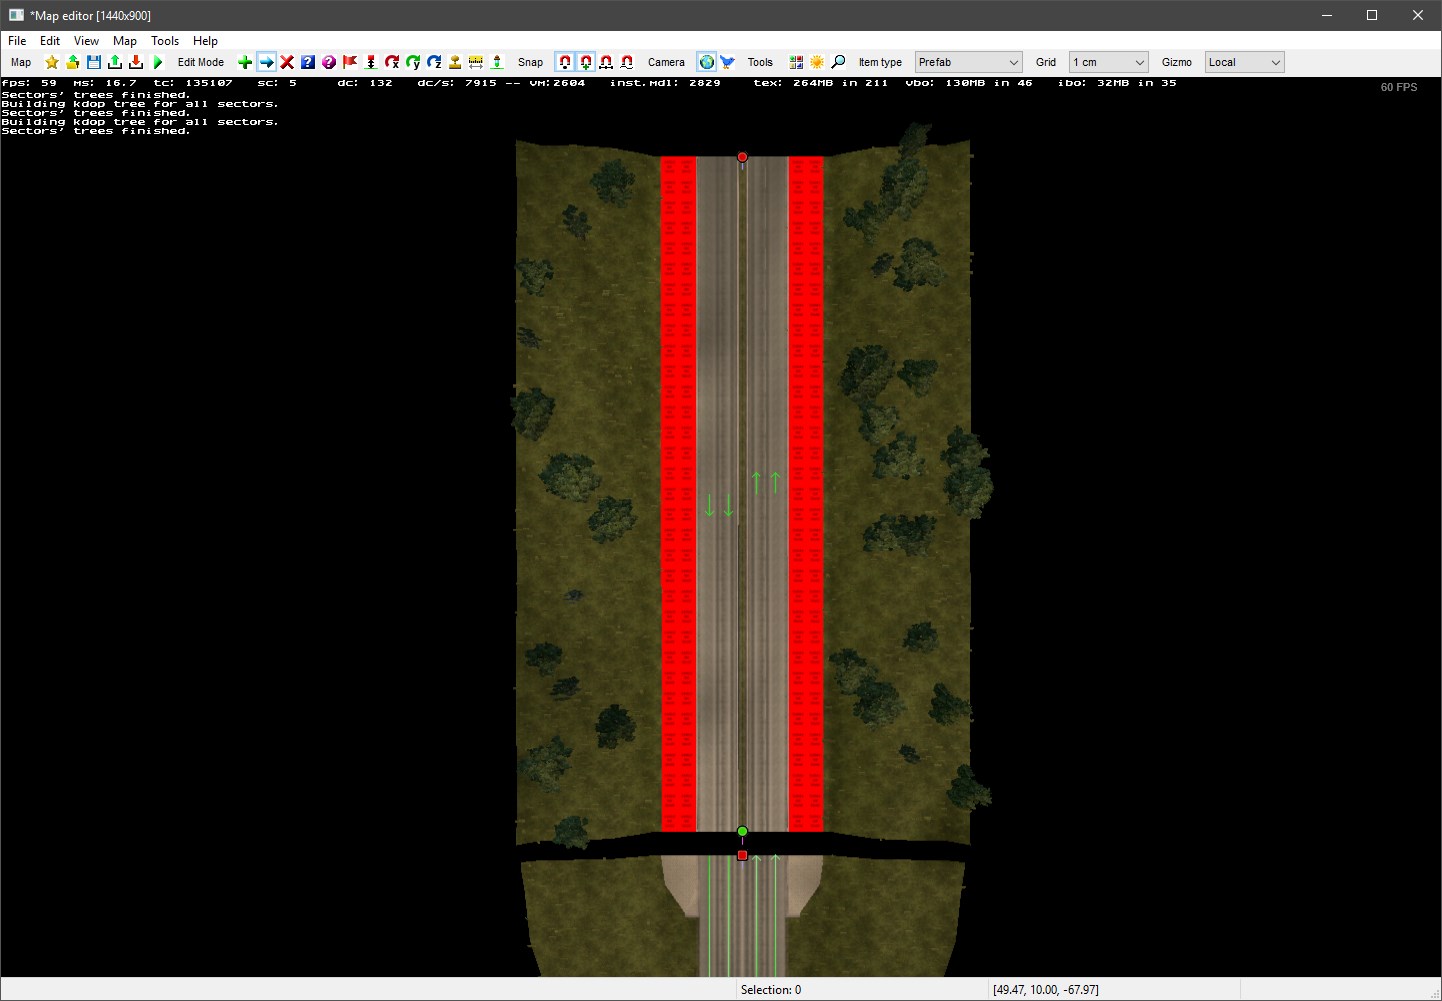 *Map editor [1440x900]
File Edit View Map Tools Help
Map Edit Mode Snap Camera Tools Item type Prefab Grid 1 cm Gizmo Local
fps: 59 ms: 16.7 tc: 135107 sc: 5 dc: 132 dc/s: 7915 -- vm:2604 inst.mdl: 2829 tex: 264MB in 211 vbo: 130MB in 46 ibo: 32MB in 35
60 FPS
Sectors' trees finished.
Building kdop tree for all sectors.
Sectors' trees finished.
Building kdop tree for all sectors.
Sectors' trees finished.
Selection: 0
[49.47, 10.00, -67.97]